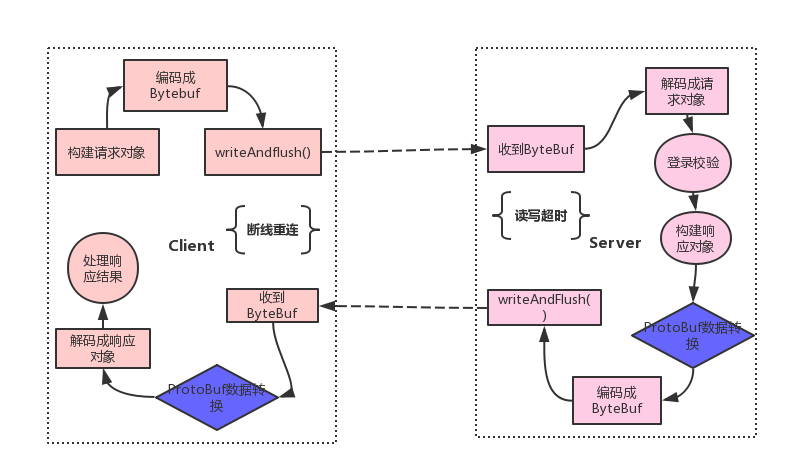 编码成
Bytebuf
构建请求对象
writeAndflush()
断线重连
Client
处理响
应结果
收到
ByteBuf
解码成响应
对象
ProtoBuf数据转
换
解码成请
求对象
收到ByteBuf
登录校验
读写超时
Server
构建响
应对象
writeAndFlush(
)
ProtoBuf数据转
换
编码成
ByteBuf